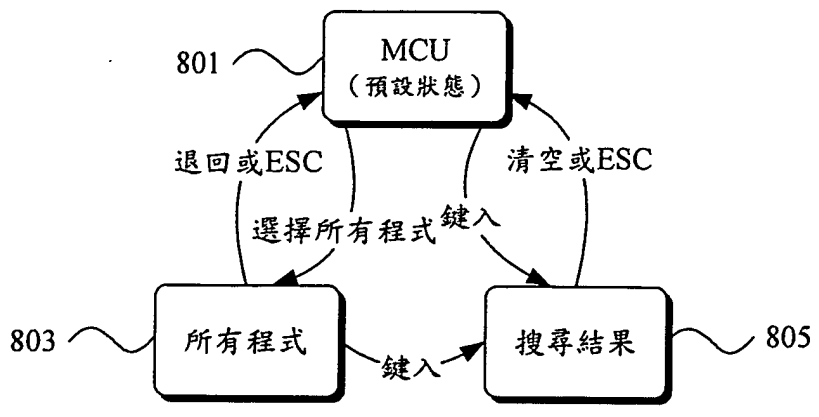 MCU
(預設狀態)
801
退回或ESC
清空或ESC
選擇所有程式
鍵入
所有程式
803
鍵入
搜尋結果
805